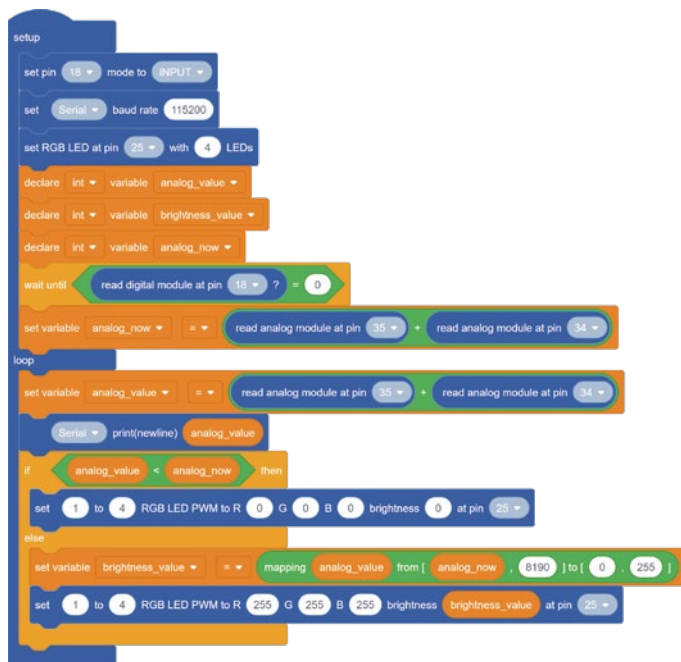 setup
set pin 18 mode to INPUT
set Serial baud rate 115200
set RGB LED at pin 25 with 4 LEDs
declare int variable analog_value
declare int variable brightness_value
declare int variable analog_now
wait until read digital module at pin 18 ? = 0
set variable analog_now = read analog module at pin 35 + read analog module at pin 34
loop
set variable analog_value = read analog module at pin 35 + read analog module at pin 34
Serial print(newline) analog_value
if analog_value < analog_now then
set 1 to 4 RGB LED PWM to R 0 G 0 B 0 brightness 0 at pin 25
else
set variable brightness_value = mapping analog_value from [ analog_now , 8190 ] to [ 0 , 255 ]
set 1 to 4 RGB LED PWM to R 255 G 255 B 255 brightness brightness_value at pin 25